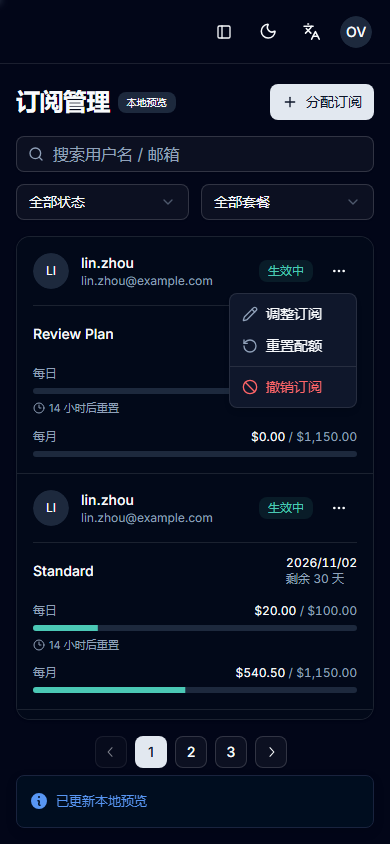 OV
订阅管理 本地预览
分配订阅
搜索用户名 / 邮箱
全部状态 全部套餐
LI lin.zhou 生效中
lin.zhou@example.com
调整订阅
Review Plan
重置配额
每日
撤销订阅
14 小时后重置
每月 $0.00 / $1,150.00
LI lin.zhou 生效中
lin.zhou@example.com
2026/11/02
Standard
剩余 30 天
每日 $20.00 / $100.00
14 小时后重置
每月 $540.50 / $1,150.00
1 2 3
已更新本地预览